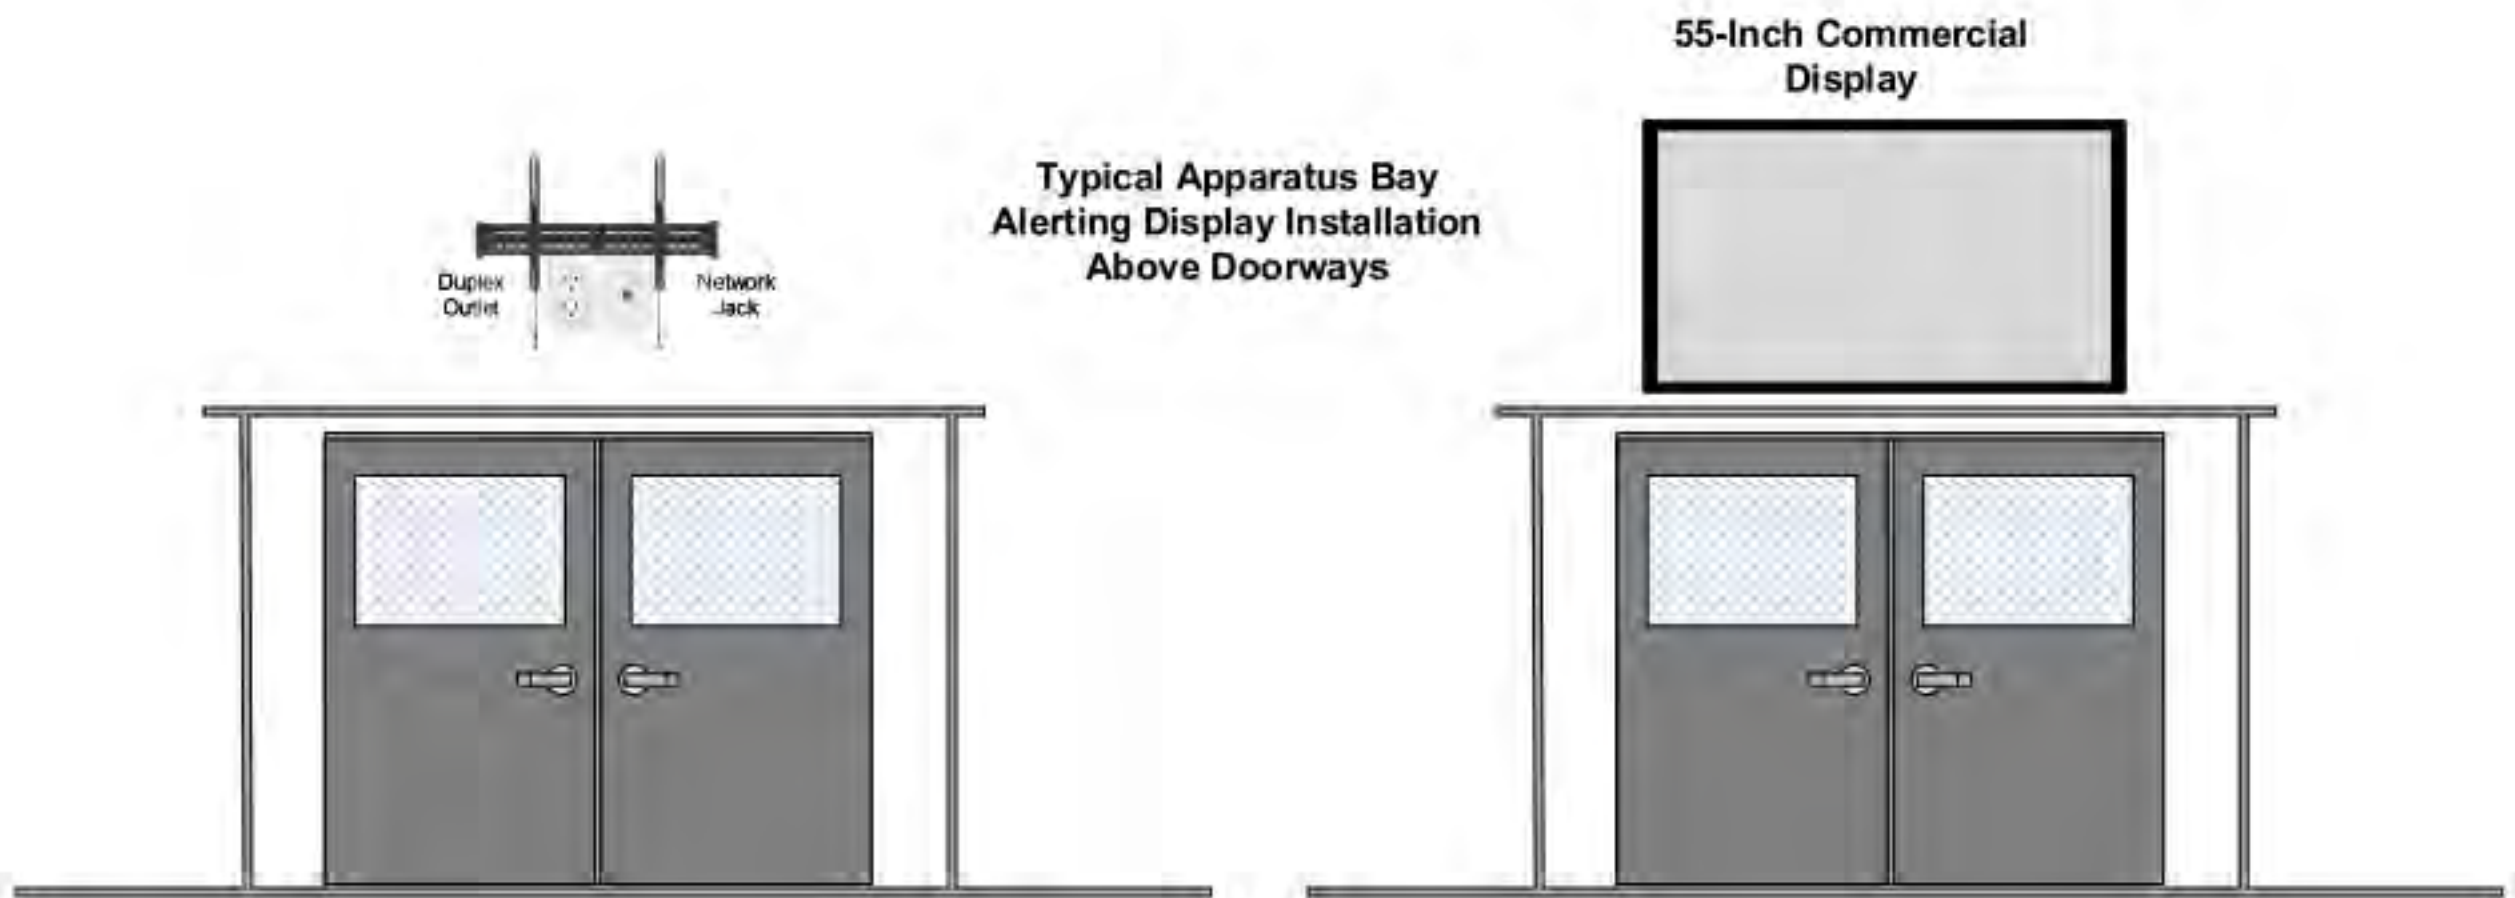 55-Inch Commercial
Display
Typical Apparatus Bay
Alerting Display Installation
Above Doorways
Duplex
Outlet
Network
Jack